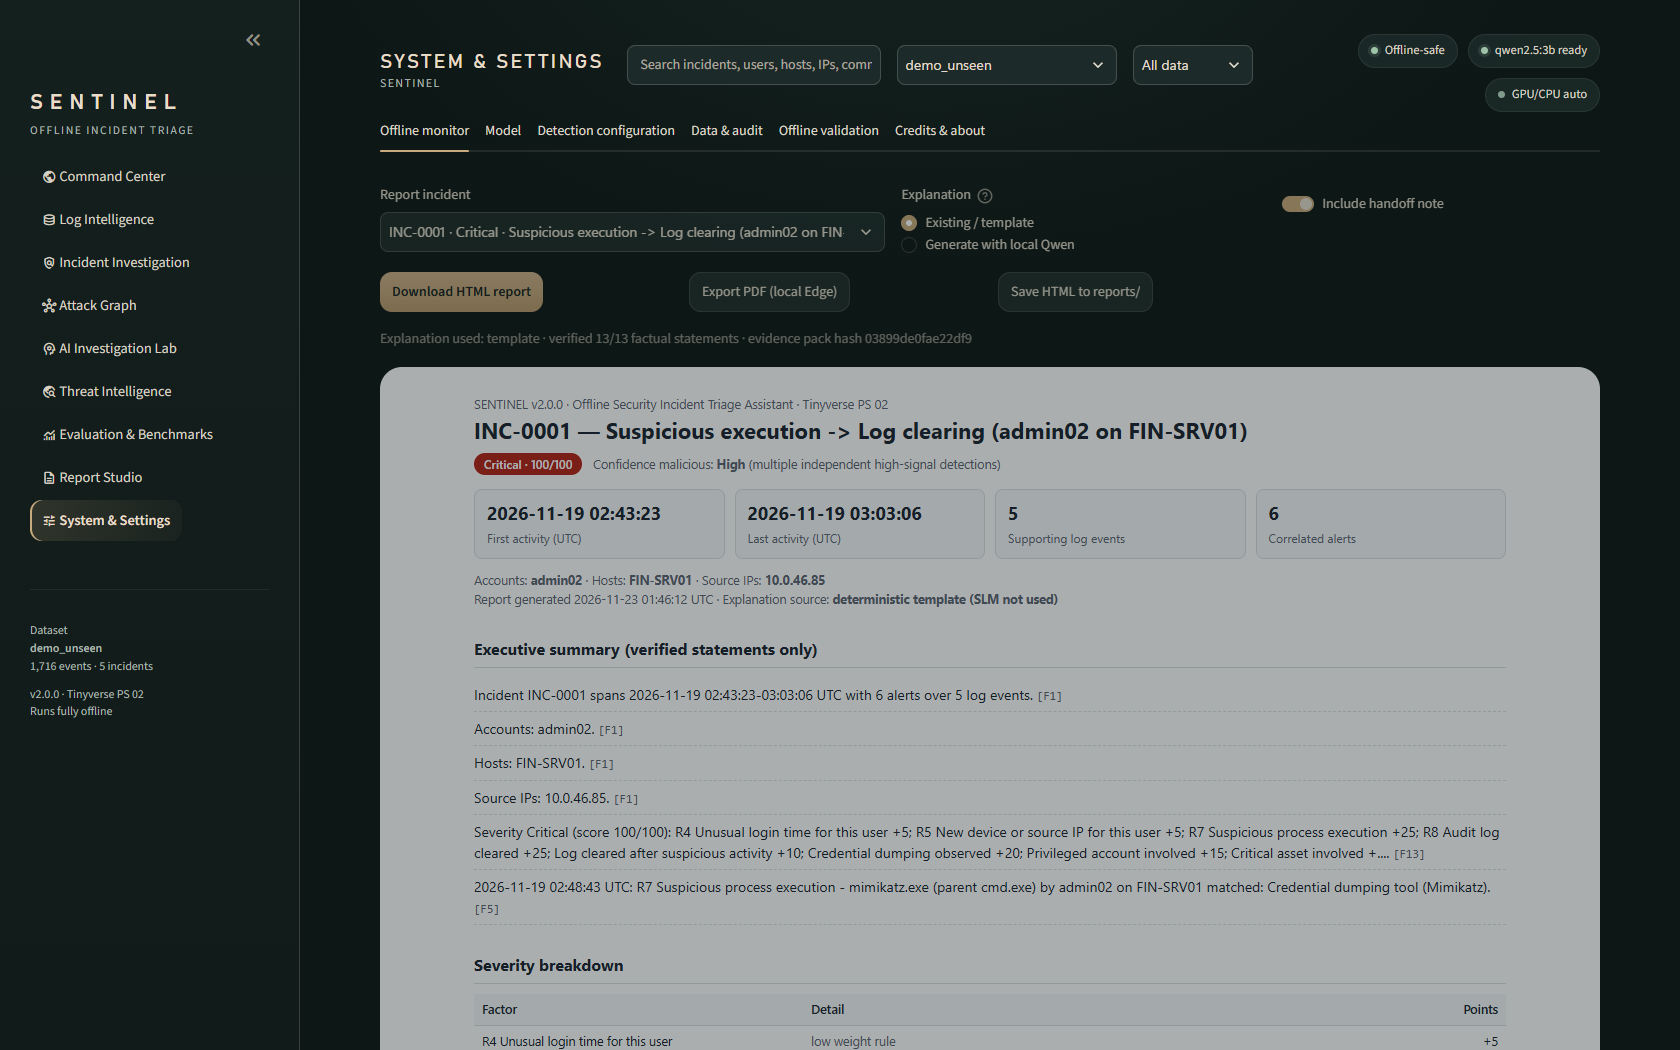 SENTINEL
OFFLINE INCIDENT TRIAGE
Command Center
Log Intelligence
Incident Investigation
Attack Graph
AI Investigation Lab
Threat Intelligence
Evaluation & Benchmarks
Report Studio
System & Settings
Dataset
demo_unseen
1,716 events · 5 incidents
v2.0.0 · Tinyverse PS 02
Runs fully offline
SYSTEM & SETTINGS
SENTINEL
Search incidents, users, hosts, IPs, comr
demo_unseen
All data
Offline-safe
qwen2.5:3b ready
GPU/CPU auto
Offline monitor Model Detection configuration Data & audit Offline validation Credits & about
Report incident
INC-0001 · Critical · Suspicious execution -> Log clearing (admin02 on FIN-
Explanation
Existing / template
Generate with local Qwen
Include handoff note
Download HTML report
Export PDF (local Edge)
Save HTML to reports/
Explanation used: template · verified 13/13 factual statements · evidence pack hash 03899de0fae22df9
SENTINEL v2.0.0 · Offline Security Incident Triage Assistant · Tinyverse PS 02
INC-0001 — Suspicious execution -> Log clearing (admin02 on FIN-SRV01)
Critical · 100/100 Confidence malicious: High (multiple independent high-signal detections)
2026-11-19 02:43:23
First activity (UTC)
2026-11-19 03:03:06
Last activity (UTC)
5
Supporting log events
6
Correlated alerts
Accounts: admin02 · Hosts: FIN-SRV01 · Source IPs: 10.0.46.85
Report generated 2026-11-23 01:46:12 UTC · Explanation source: deterministic template (SLM not used)
Executive summary (verified statements only)
Incident INC-0001 spans 2026-11-19 02:43:23-03:03:06 UTC with 6 alerts over 5 log events. [F1]
Accounts: admin02. [F1]
Hosts: FIN-SRV01. [F1]
Source IPs: 10.0.46.85. [F1]
Severity Critical (score 100/100): R4 Unusual login time for this user +5; R5 New device or source IP for this user +5; R7 Suspicious process execution +25; R8 Audit log
cleared +25; Log cleared after suspicious activity +10; Credential dumping observed +20; Privileged account involved +15; Critical asset involved +.... [F13]
2026-11-19 02:48:43 UTC: R7 Suspicious process execution - mimikatz.exe (parent cmd.exe) by admin02 on FIN-SRV01 matched: Credential dumping tool (Mimikatz).
[F5]
Severity breakdown
Factor Detail Points
R4 Unusual login time for this user low weight rule +5